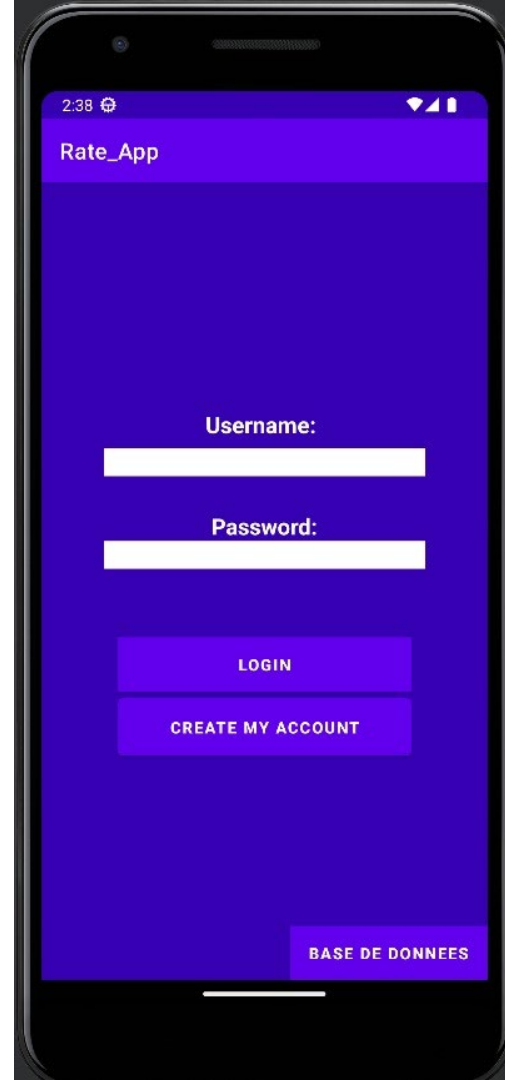 2:38
Rate_App
Username:
Password:
LOGIN
CREATE MY ACCOUNT
BASE DE DONNEES